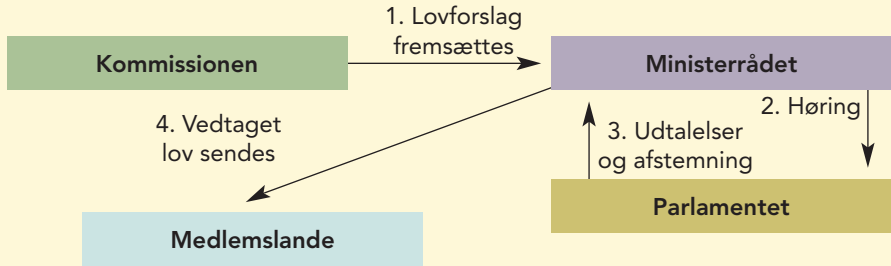 1. Lovforslag
fremsættes
Kommissionen
Ministerrådet
2. Høring
4. Vedtaget
lov sendes
3. Udtalelser
og afstemning
Parlamentet
Medlemslande